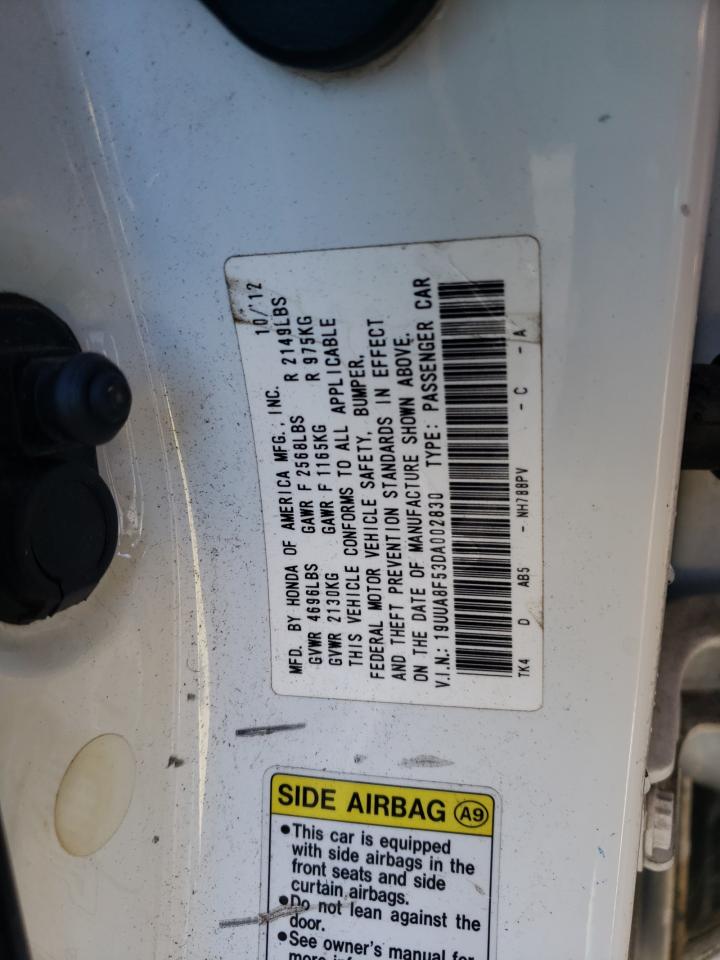 MFD. BY HONDA OF AMERICA MFG., INC. 10/'12
GVWR 4696LBS GAWR F 2568LBS R 2149LBS
GVWR 2130KG GAWR F 1165KG R 975KG
THIS VEHICLE CONFORMS TO ALL APPLICABLE
FEDERAL MOTOR VEHICLE SAFETY, BUMPER,
AND THEFT PREVENTION STANDARDS IN EFFECT
ON THE DATE OF MANUFACTURE SHOWN ABOVE.
V.I.N.: 19UUA8F53DA002830 TYPE: PASSENGER CAR
TK4 D AB5 - NH788PV - C - A
SIDE AIRBAG A9
•This car is equipped
with side airbags in the
front seats and side
curtain airbags.
•Do not lean against the
door.
•See owner's manual for
more